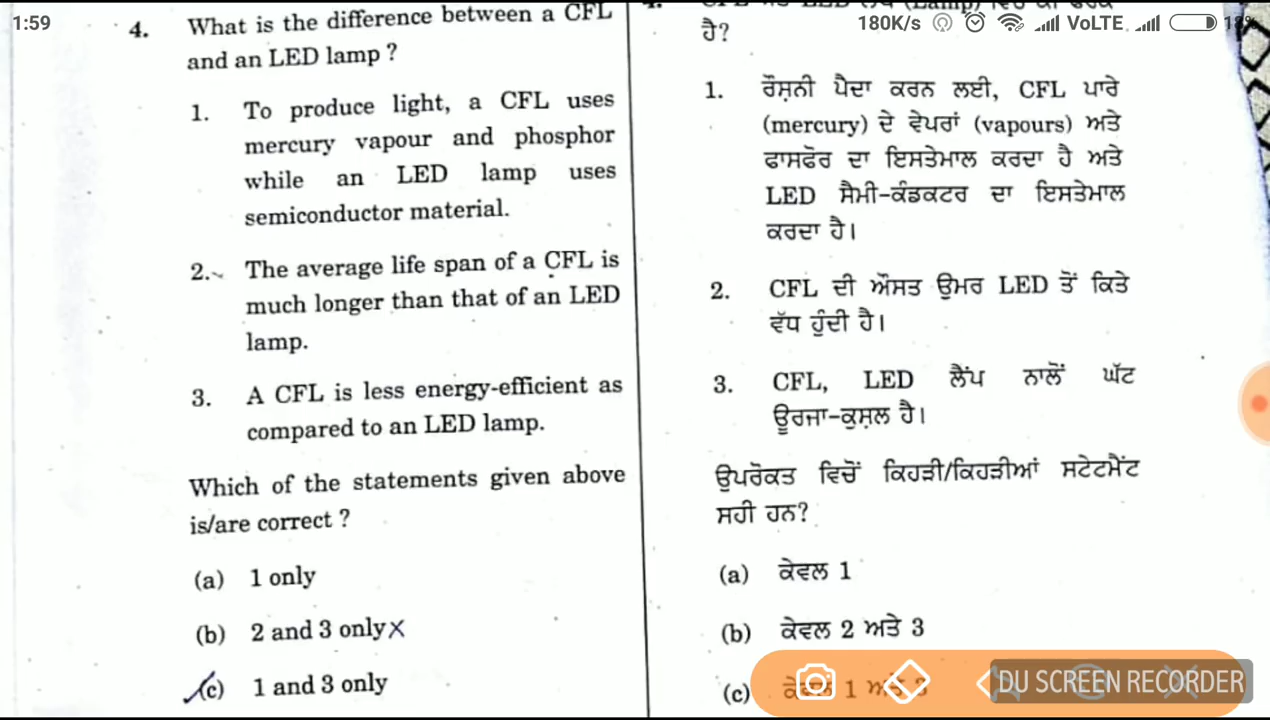 1:59
180K/s VoLTE
4. What is the difference between a CFL
and an LED lamp ?
1. To produce light, a CFL uses
mercury vapour and phosphor
while an LED lamp uses
semiconductor material.
2. The average life span of a CFL is
much longer than that of an LED
lamp.
3. A CFL is less energy-efficient as
compared to an LED lamp.
Which of the statements given above
is/are correct ?
(a) 1 only
(b) 2 and 3 only
(c) 1 and 3 only
ਹੈ?
1. ਰੌਸ਼ਨੀ ਪੈਦਾ ਕਰਨ ਲਈ, CFL ਪਾਰੇ
(mercury) ਦੇ ਵੇਪਰਾਂ (vapours) ਅਤੇ
ਫਾਸਫੋਰ ਦਾ ਇਸਤੇਮਾਲ ਕਰਦਾ ਹੈ ਅਤੇ
LED ਸੈਮੀ-ਕੰਡਕਟਰ ਦਾ ਇਸਤੇਮਾਲ
ਕਰਦਾ ਹੈ।
2. CFL ਦੀ ਔਸਤ ਉਮਰ LED ਤੋਂ ਕਿਤੇ
ਵੱਧ ਹੁੰਦੀ ਹੈ।
3. CFL, LED ਲੈਂਪ ਨਾਲੋਂ ਘੱਟ
ਊਰਜਾ-ਕੁਸ਼ਲ ਹੈ।
ਉਪਰੋਕਤ ਵਿਚੋਂ ਕਿਹੜੀ/ਕਿਹੜੀਆਂ ਸਟੇਟਮੈਂਟ
ਸਹੀ ਹਨ?
(a) ਕੇਵਲ 1
(b) ਕੇਵਲ 2 ਅਤੇ 3
(c) ਕੇਵਲ 1 ਅਤੇ 3
DU SCREEN RECORDER